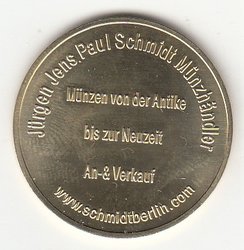 Jürgen Jens Paul Schmidt Münzhändler
Münzen von der Antike
bis zur Neuzeit
An-& Verkauf
www.schmidtberlin.com